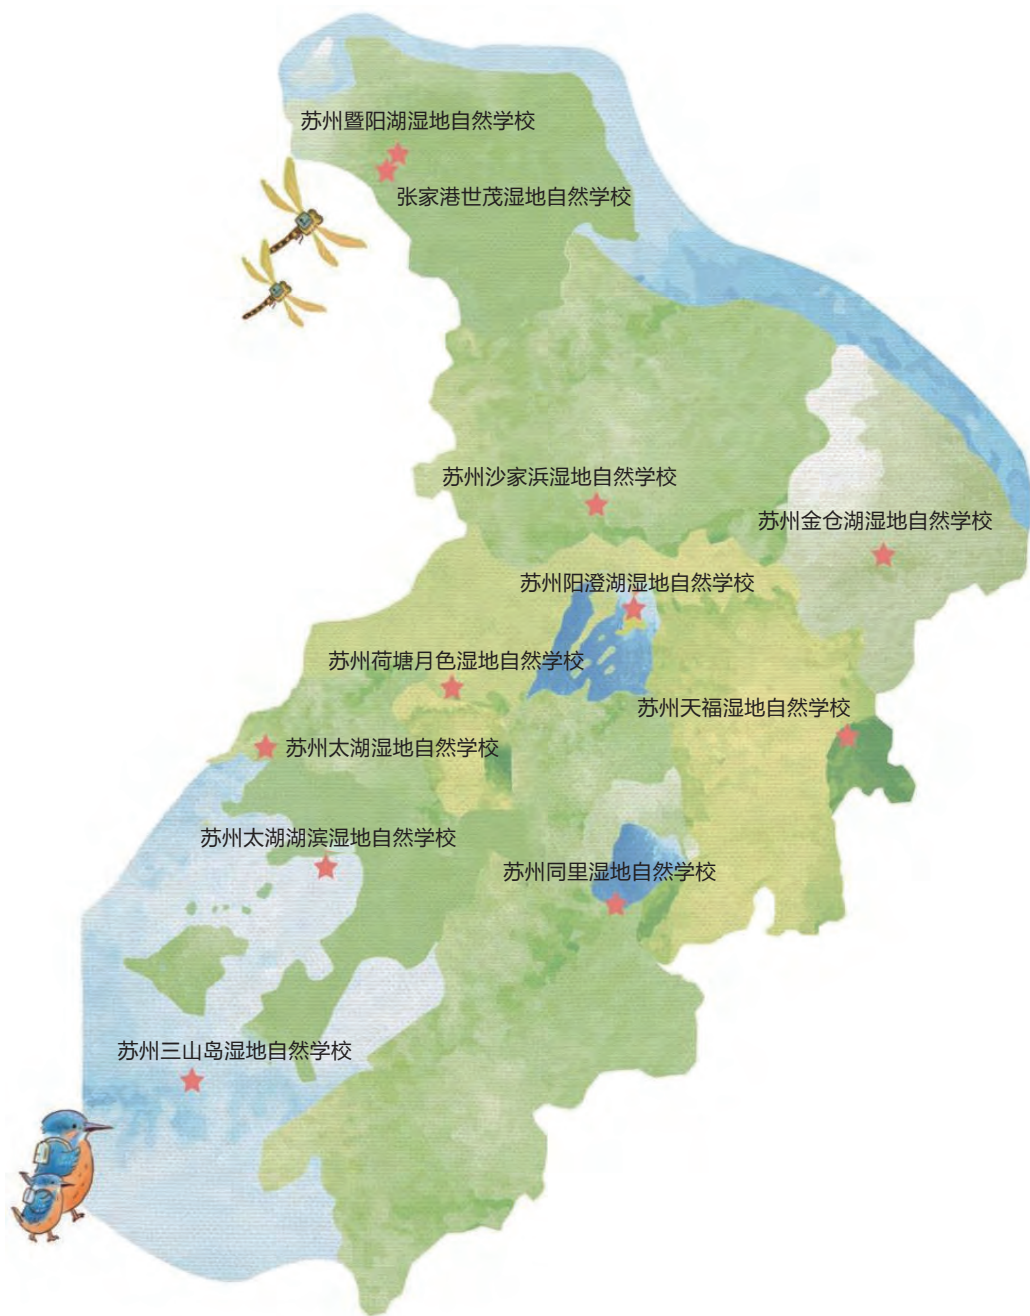 苏州暨阳湖湿地自然学校
张家港世茂湿地自然学校
苏州沙家浜湿地自然学校
苏州金仓湖湿地自然学校
苏州阳澄湖湿地自然学校
苏州荷塘月色湿地自然学校
苏州天福湿地自然学校
苏州太湖湿地自然学校
苏州太湖湖滨湿地自然学校
苏州同里湿地自然学校
苏州三山岛湿地自然学校